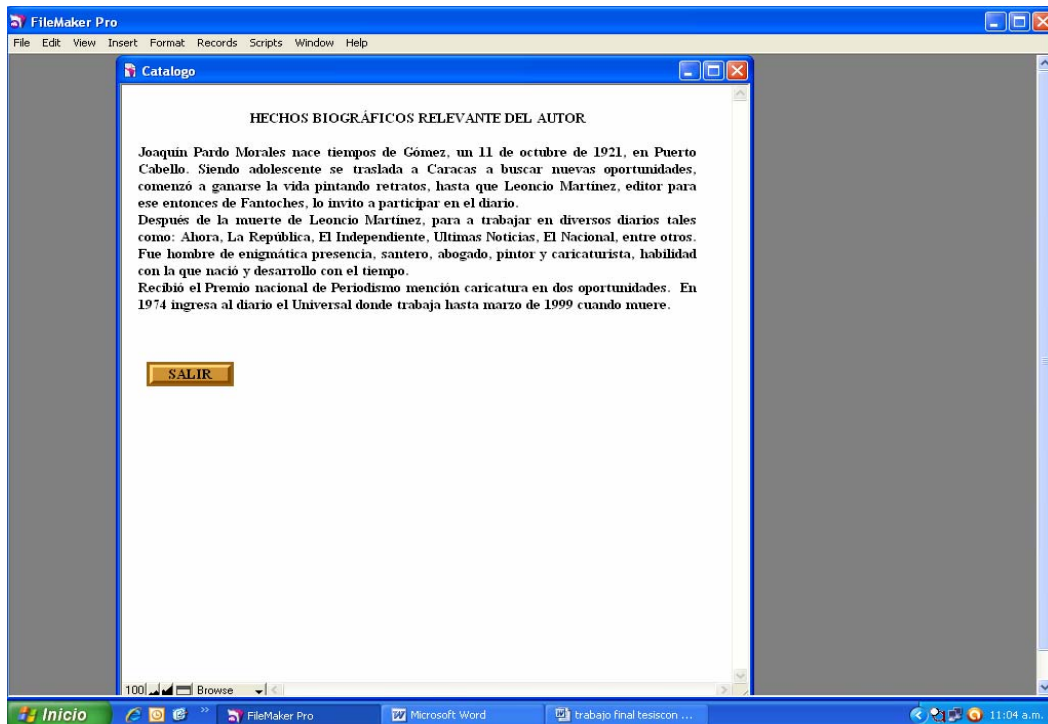 FileMaker Pro
File Edit View Insert Format Records Scripts Window Help
Catalogo
HECHOS BIOGRÁFICOS RELEVANTE DEL AUTOR
Joaquín Pardo Morales nace tiempos de Gómez, un 11 de octubre de 1921, en Puerto
Cabello. Siendo adolescente se traslada a Caracas a buscar nuevas oportunidades,
comenzó a ganarse la vida pintando retratos, hasta que Leoncio Martínez, editor para
ese entonces de Fantoches, lo invito a participar en el diario.
Después de la muerte de Leoncio Martínez, para a trabajar en diversos diarios tales
como: Ahora, La República, El Independiente, Ultimas Noticias, El Nacional, entre otros.
Fue hombre de enigmática presencia, santero, abogado, pintor y caricaturista, habilidad
con la que nació y desarrollo con el tiempo.
Recibió el Premio nacional de Periodismo mención caricatura en dos oportunidades. En
1974 ingresa al diario el Universal donde trabaja hasta marzo de 1999 cuando muere.
SALIR
100 Browse
Inicio FileMaker Pro Microsoft Word trabajo final tesiscon ... 11:04 a.m.